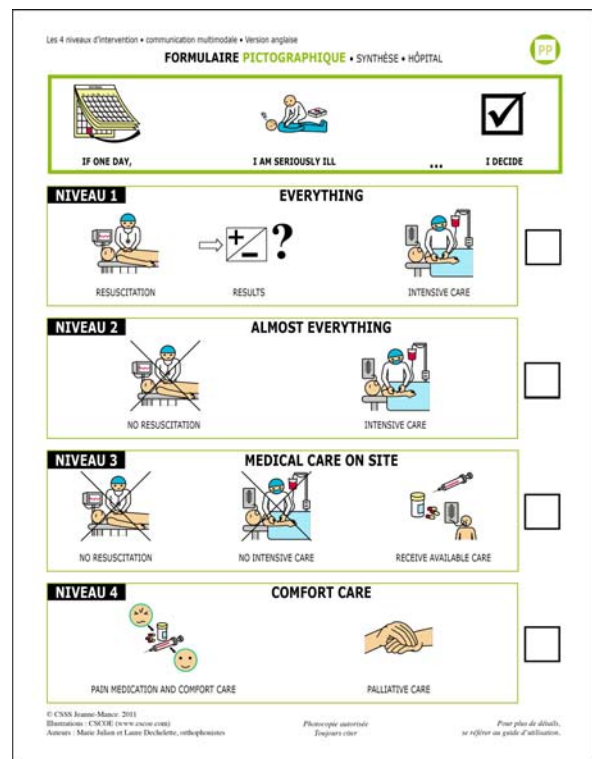 Les 4 niveaux d'intervention • communication multimodale • Version anglaise
FORMULAIRE PICTOGRAPHIQUE • SYNTHÈSE • HÔPITAL
PP
IF ONE DAY, I AM SERIOUSLY ILL ... I DECIDE
NIVEAU 1 EVERYTHING
+ − ?
RESUSCITATION RESULTS INTENSIVE CARE
NIVEAU 2 ALMOST EVERYTHING
NO RESUSCITATION INTENSIVE CARE
NIVEAU 3 MEDICAL CARE ON SITE
NO RESUSCITATION NO INTENSIVE CARE RECEIVE AVAILABLE CARE
NIVEAU 4 COMFORT CARE
PAIN MEDICATION AND COMFORT CARE PALLIATIVE CARE
© CSSS Jeanne-Mance. 2011
Illustrations : CSCOE (www.cscoe.com) Photocopie autorisée Pour plus de détails,
Auteurs : Marie Julien et Laure Dechelette, orthophonistes Toujours citer se référer au guide d'utilisation.